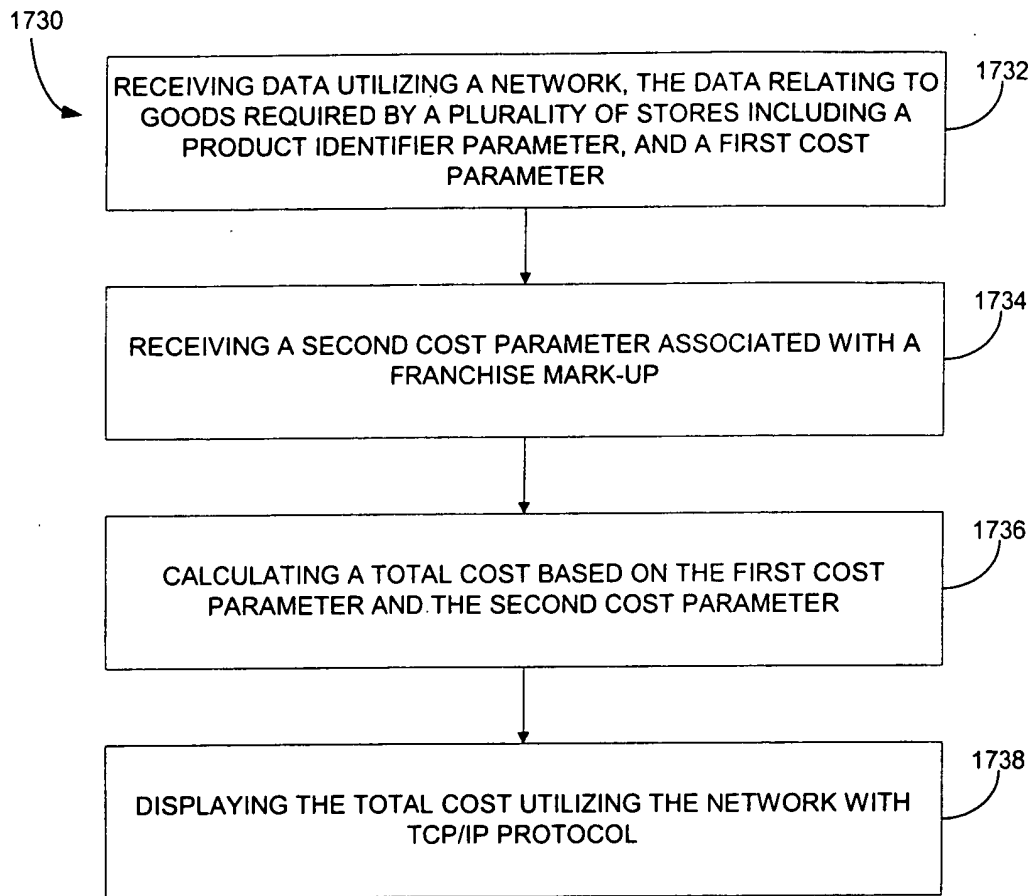 1730
RECEIVING DATA UTILIZING A NETWORK, THE DATA RELATING TO
GOODS REQUIRED BY A PLURALITY OF STORES INCLUDING A
PRODUCT IDENTIFIER PARAMETER, AND A FIRST COST
PARAMETER
1732
RECEIVING A SECOND COST PARAMETER ASSOCIATED WITH A
FRANCHISE MARK-UP
1734
CALCULATING A TOTAL COST BASED ON THE FIRST COST
PARAMETER AND THE SECOND COST PARAMETER
1736
DISPLAYING THE TOTAL COST UTILIZING THE NETWORK WITH
TCP/IP PROTOCOL
1738